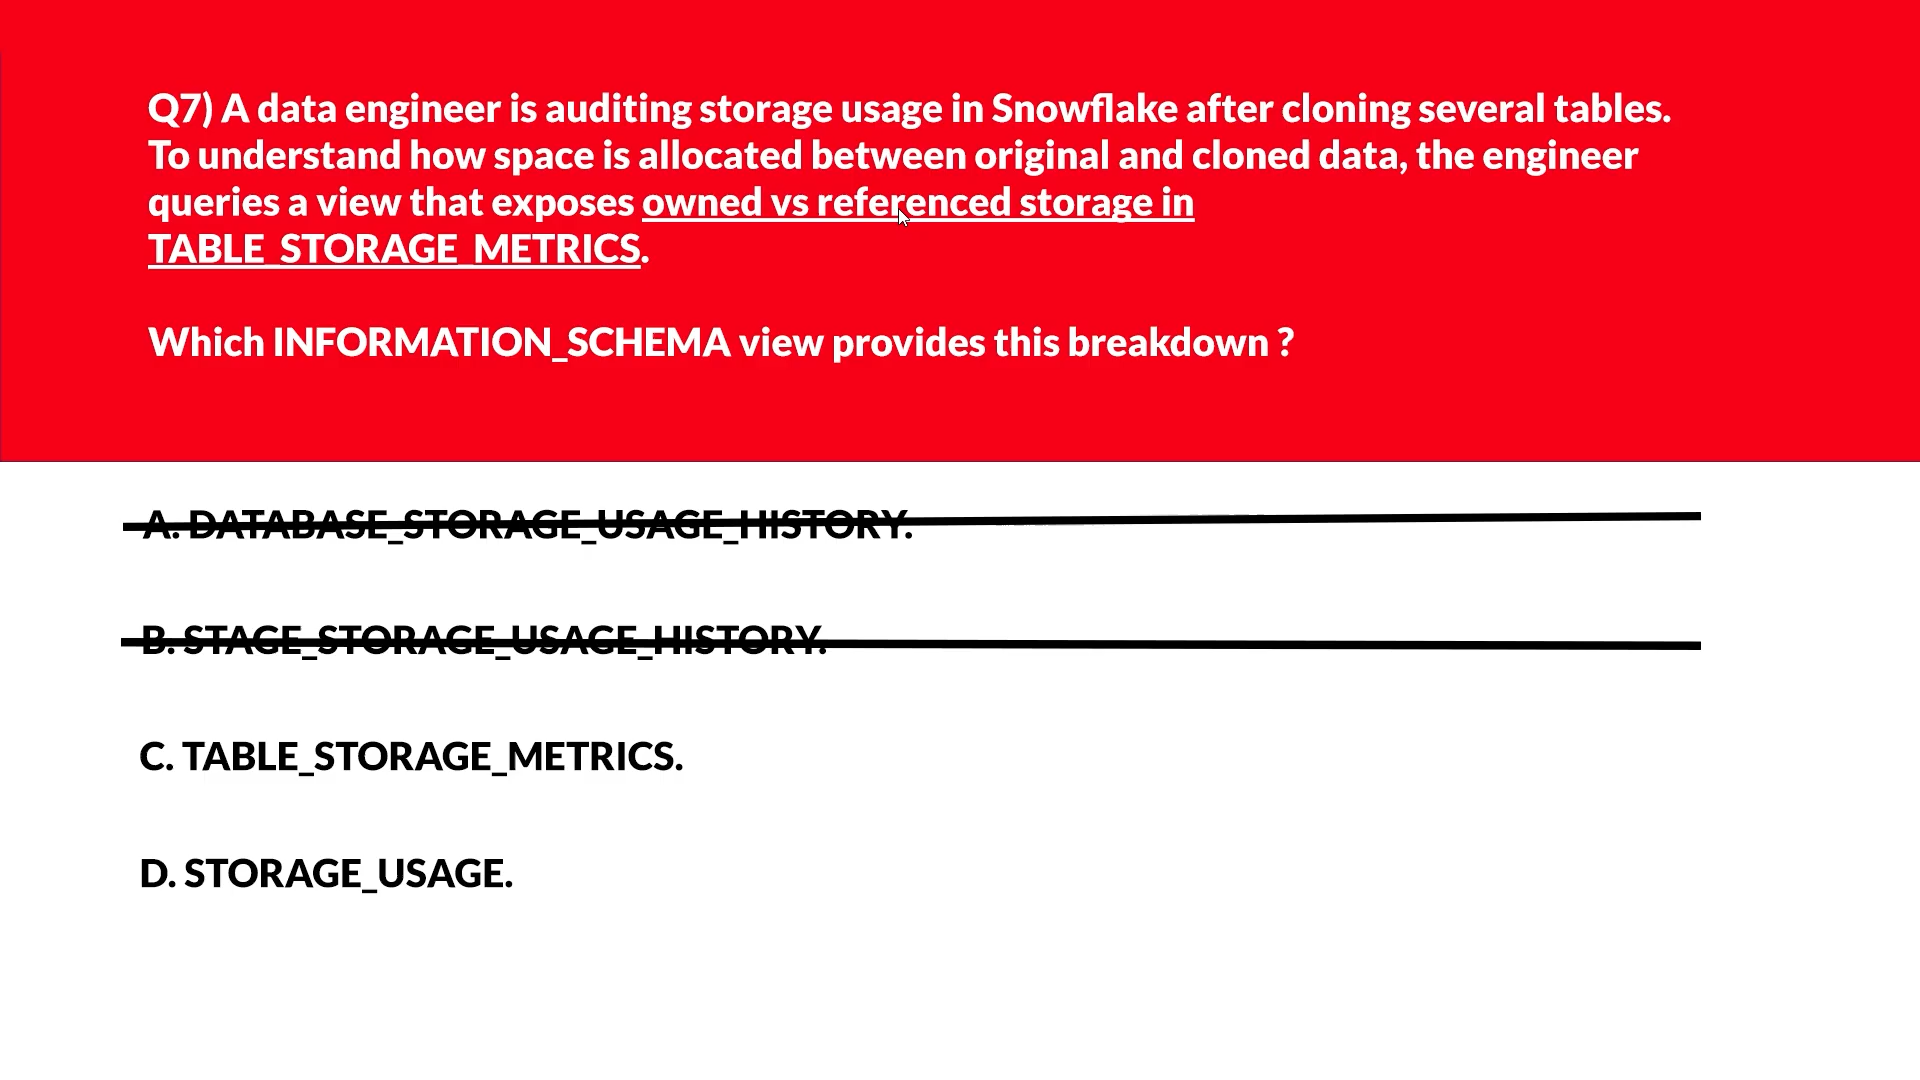 Q7) A data engineer is auditing storage usage in Snowflake after cloning several tables.
To understand how space is allocated between original and cloned data, the engineer
queries a view that exposes owned vs referenced storage in
TABLE_STORAGE_METRICS.
Which INFORMATION_SCHEMA view provides this breakdown ?
A. DATABASE_STORAGE_USAGE_HISTORY.
B. STAGE_STORAGE_USAGE_HISTORY.
C. TABLE_STORAGE_METRICS.
D. STORAGE_USAGE.